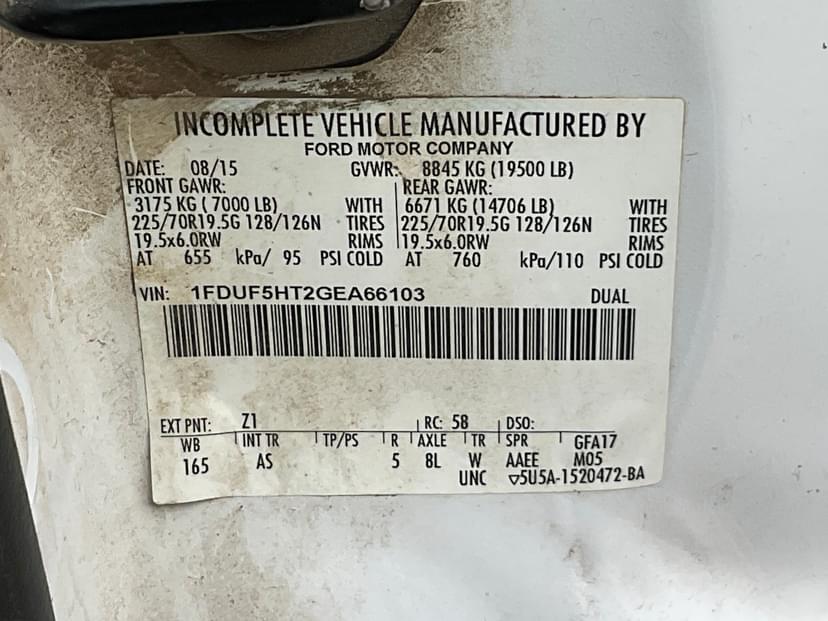 INCOMPLETE VEHICLE MANUFACTURED BY
FORD MOTOR COMPANY
DATE: 08/15 GVWR: 8845 KG (19500 LB)
FRONT GAWR: REAR GAWR:
3175 KG ( 7000 LB) WITH 6671 KG (14706 LB) WITH
225/70R19.5G 128/126N TIRES 225/70R19.5G 128/126N TIRES
19.5x6.0RW RIMS 19.5x6.0RW RIMS
AT 655 kPa/ 95 PSI COLD AT 760 kPa/110 PSI COLD
VIN: 1FDUF5HT2GEA66103 DUAL
EXT PNT: Z1 RC: 58 DSO:
WB INT TR TP/PS R AXLE TR SPR GFA17
165 AS 5 8L W AAEE M05
UNC ▽5U5A-1520472-BA